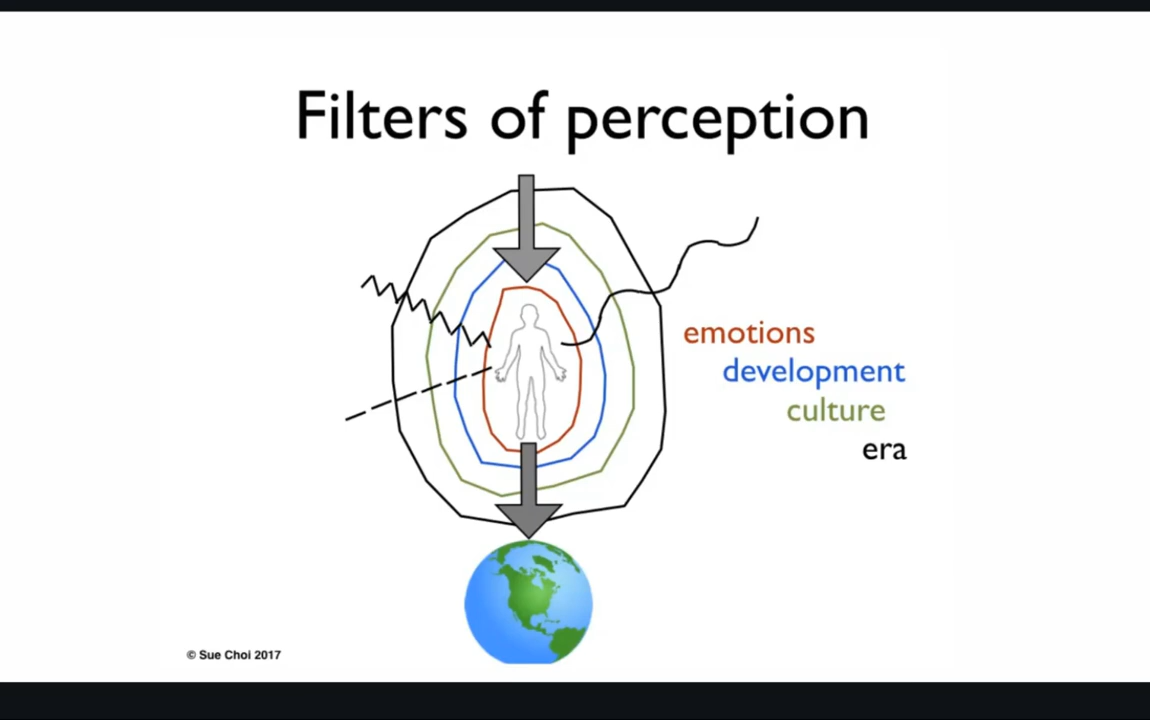 Filters of perception
emotions
development
culture
era
© Sue Choi 2017